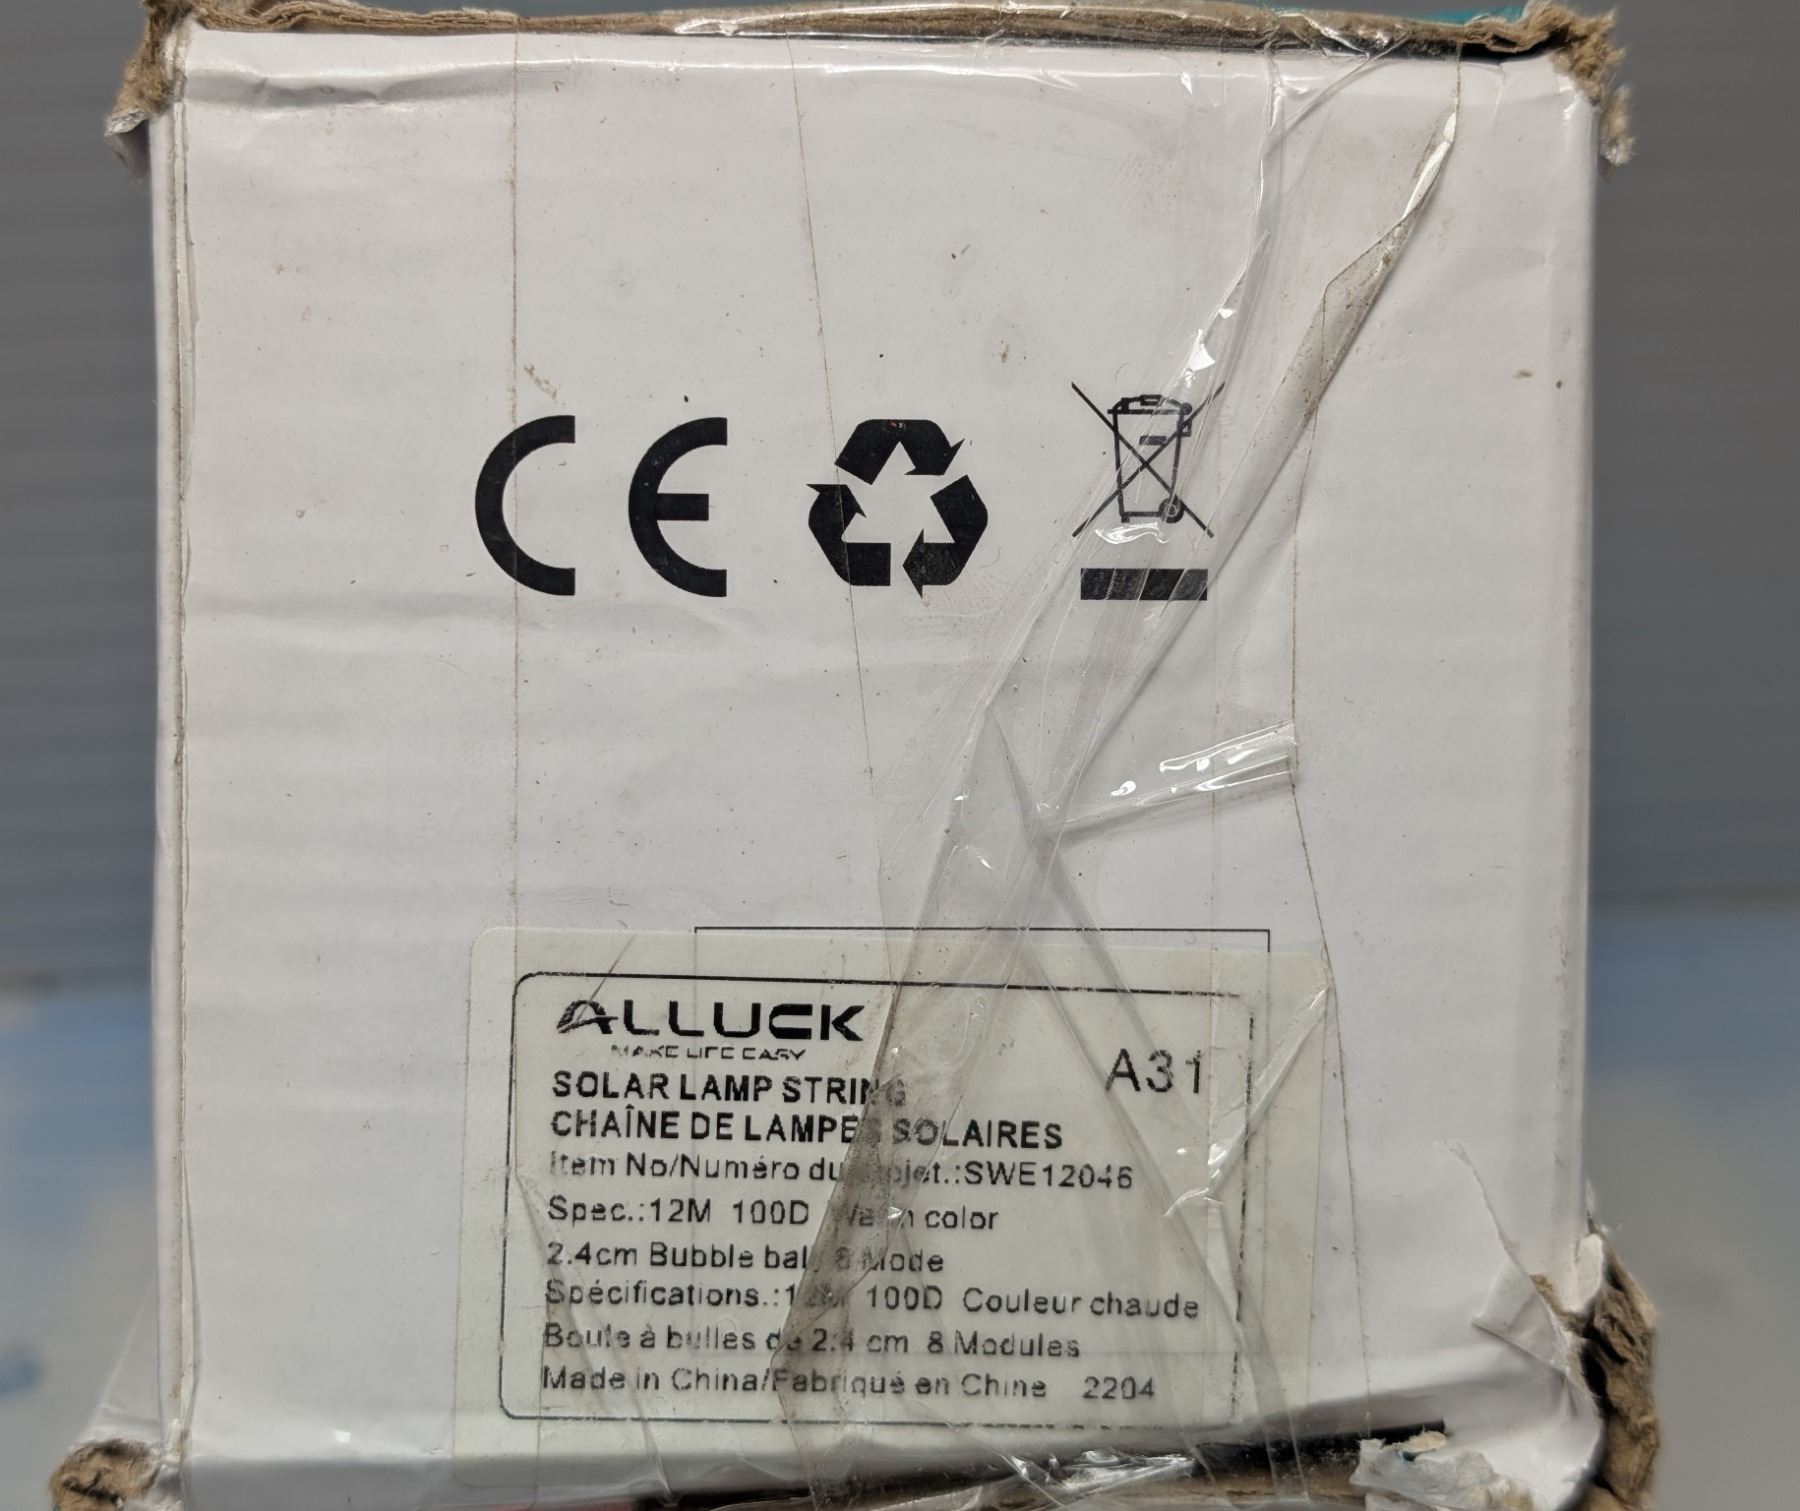 CE
ALLUCK
MAKE LIFE EASY
A31
SOLAR LAMP STRING
CHAÎNE DE LAMPES SOLAIRES
Item No/Numéro du :SWE12046
Spec.:12M 100D Warm color
2.4cm Bubble ball 8 Mode
Spécifications.:12M 100D Couleur chaude
Boule à bulles de 2.4 cm 8 Modules
Made in China/Fabriqué en Chine 2204